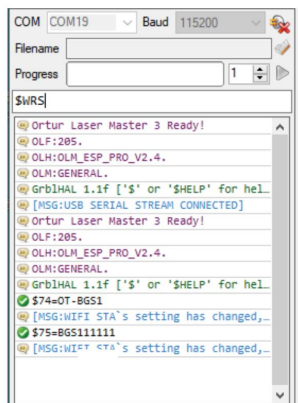 COM COM19 Baud 115200
Filename
Progress 1
$WRS
Ortur Laser Master 3 Ready!
OLF:205.
OLH:OLM_ESP_PRO_V2.4.
OLM:GENERAL.
GrblHAL 1.1f ['$' or '$HELP' for hel…
[MSG:USB SERIAL STREAM CONNECTED]
Ortur Laser Master 3 Ready!
OLF:205.
OLH:OLM_ESP_PRO_V2.4.
OLM:GENERAL.
GrblHAL 1.1f ['$' or '$HELP' for hel…
$74=OT-BGS1
[MSG:WIFI STA`s setting has changed,…
$75=BGS111111
[MSG:WIFI STA`s setting has changed,…